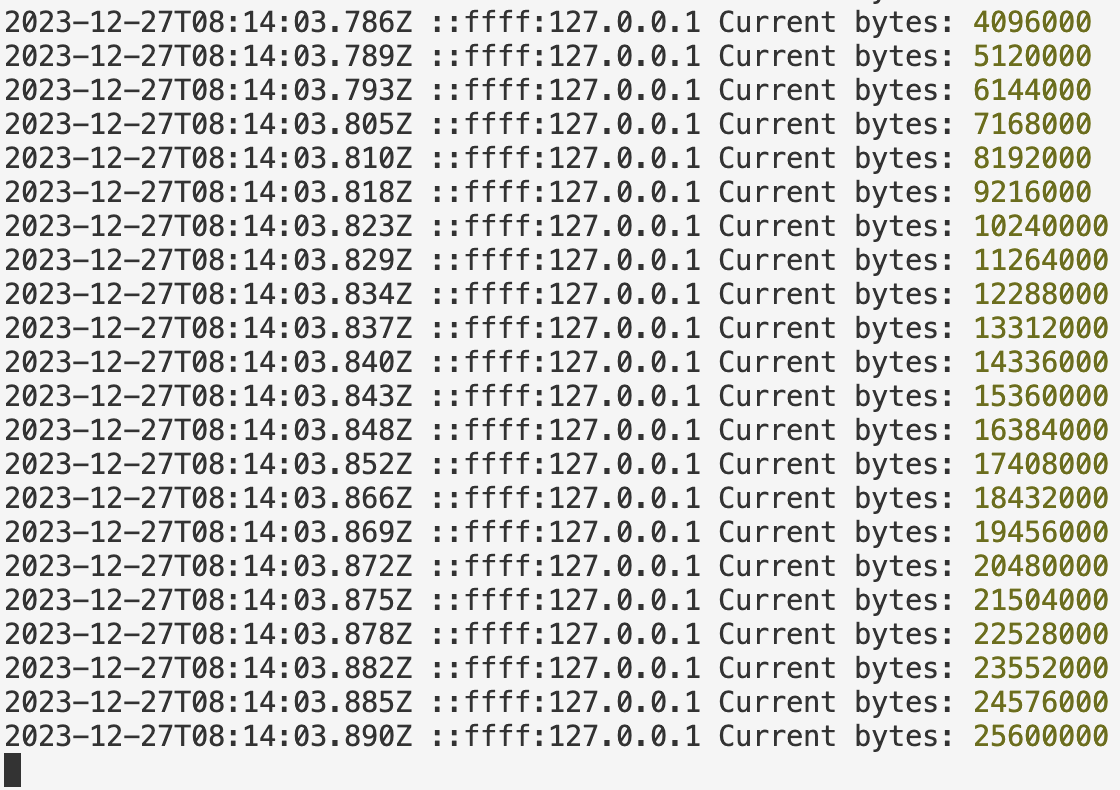 2023-12-27T08:14:03.786Z ::ffff:127.0.0.1 Current bytes: 4096000
2023-12-27T08:14:03.789Z ::ffff:127.0.0.1 Current bytes: 5120000
2023-12-27T08:14:03.793Z ::ffff:127.0.0.1 Current bytes: 6144000
2023-12-27T08:14:03.805Z ::ffff:127.0.0.1 Current bytes: 7168000
2023-12-27T08:14:03.810Z ::ffff:127.0.0.1 Current bytes: 8192000
2023-12-27T08:14:03.818Z ::ffff:127.0.0.1 Current bytes: 9216000
2023-12-27T08:14:03.823Z ::ffff:127.0.0.1 Current bytes: 10240000
2023-12-27T08:14:03.829Z ::ffff:127.0.0.1 Current bytes: 11264000
2023-12-27T08:14:03.834Z ::ffff:127.0.0.1 Current bytes: 12288000
2023-12-27T08:14:03.837Z ::ffff:127.0.0.1 Current bytes: 13312000
2023-12-27T08:14:03.840Z ::ffff:127.0.0.1 Current bytes: 14336000
2023-12-27T08:14:03.843Z ::ffff:127.0.0.1 Current bytes: 15360000
2023-12-27T08:14:03.848Z ::ffff:127.0.0.1 Current bytes: 16384000
2023-12-27T08:14:03.852Z ::ffff:127.0.0.1 Current bytes: 17408000
2023-12-27T08:14:03.866Z ::ffff:127.0.0.1 Current bytes: 18432000
2023-12-27T08:14:03.869Z ::ffff:127.0.0.1 Current bytes: 19456000
2023-12-27T08:14:03.872Z ::ffff:127.0.0.1 Current bytes: 20480000
2023-12-27T08:14:03.875Z ::ffff:127.0.0.1 Current bytes: 21504000
2023-12-27T08:14:03.878Z ::ffff:127.0.0.1 Current bytes: 22528000
2023-12-27T08:14:03.882Z ::ffff:127.0.0.1 Current bytes: 23552000
2023-12-27T08:14:03.885Z ::ffff:127.0.0.1 Current bytes: 24576000
2023-12-27T08:14:03.890Z ::ffff:127.0.0.1 Current bytes: 25600000